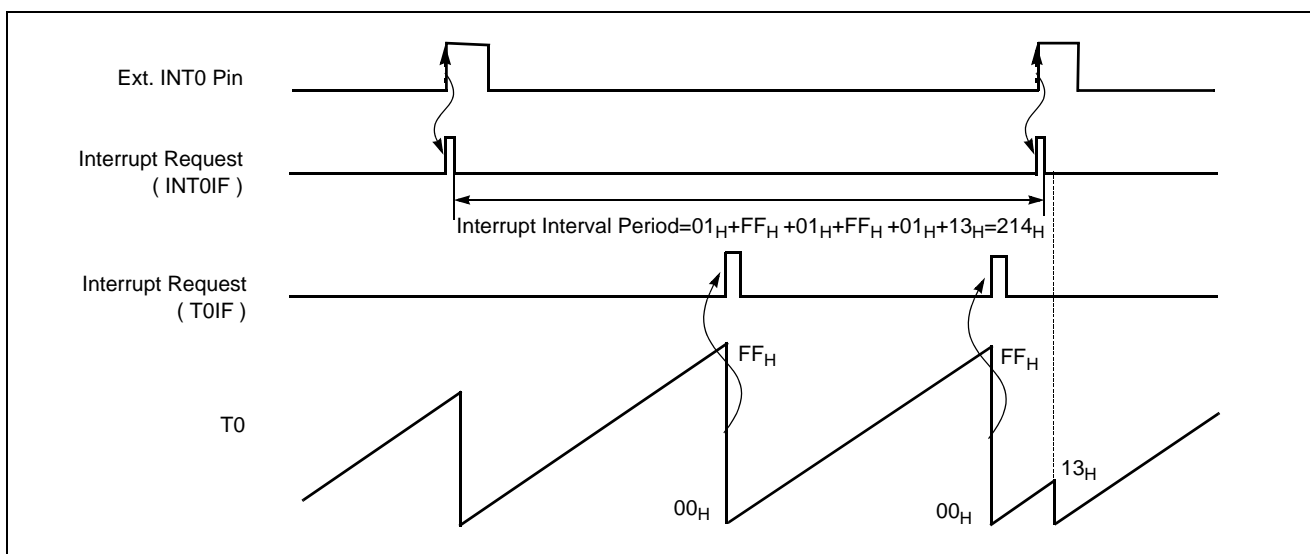 Ext. INT0 Pin
Interrupt Request
( INT0IF )
Interrupt Interval Period=01H+FFH +01H+FFH +01H+13H=214H
Interrupt Request
( T0IF )
FFH
FFH
T0
13H
00H
00H